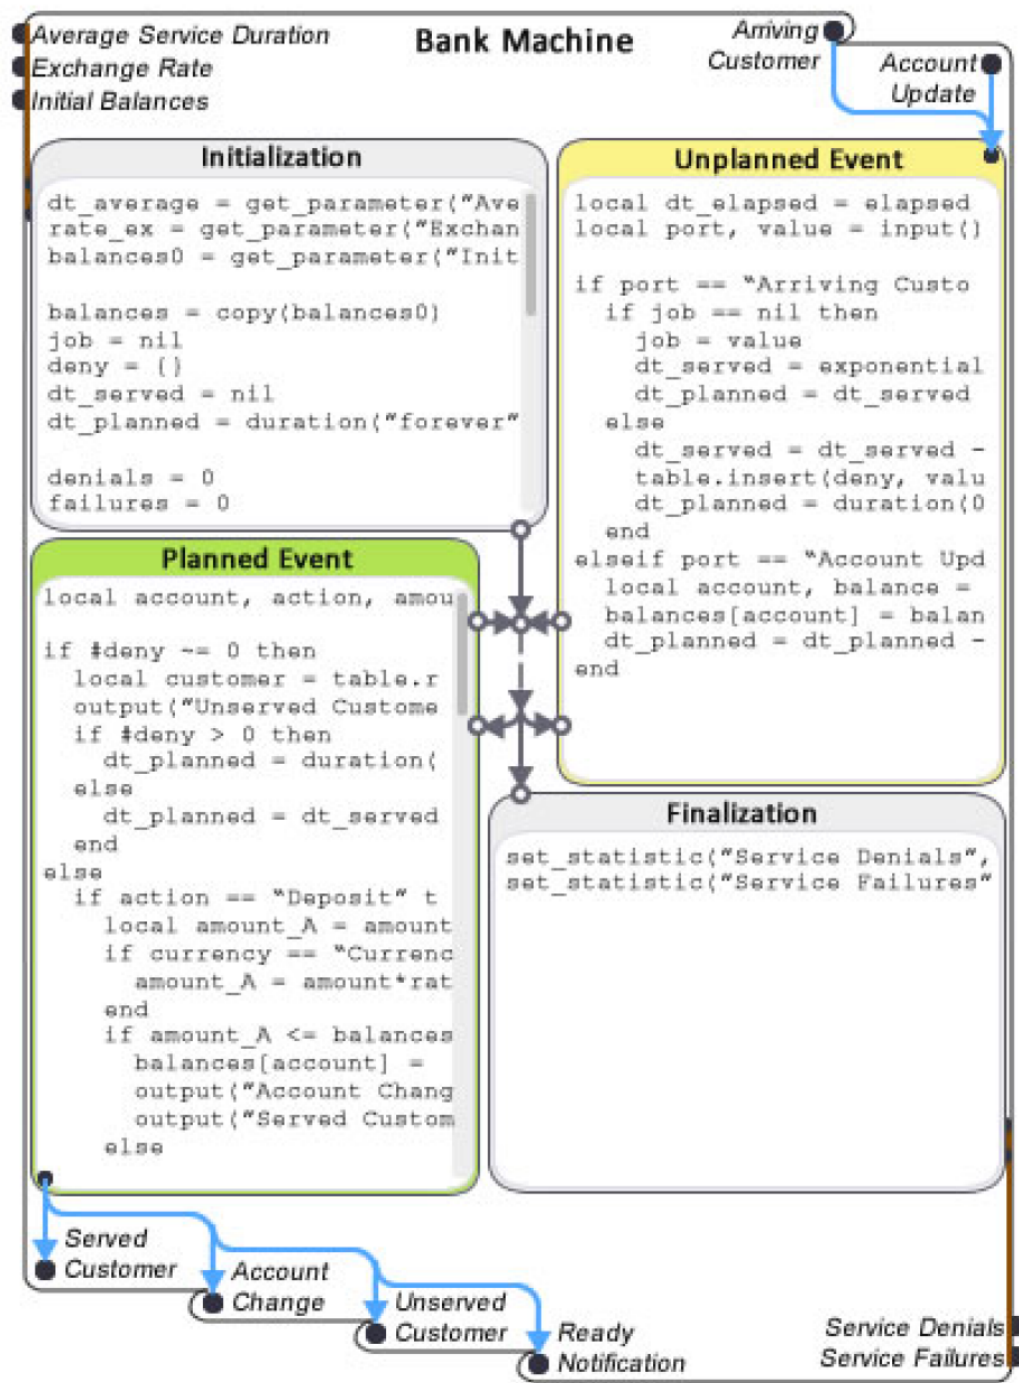 Average Service Duration
Exchange Rate
Initial Balances
Bank Machine
Arriving
Customer
Account
Update
Initialization
dt_average = get_parameter("Ave
rate_ex = get_parameter("Exchan
balances0 = get_parameter("Init
balances = copy(balances0)
job = nil
deny = {}
dt_served = nil
dt_planned = duration("forever"
denials = 0
failures = 0
Unplanned Event
local dt_elapsed = elapsed
local port, value = input()
if port == "Arriving Custo
if job == nil then
job = value
dt_served = exponential
dt_planned = dt_served
else
dt_served = dt_served -
table.insert(deny, valu
dt_planned = duration(0
end
elseif port == "Account Upd
local account, balance =
balances[account] = balan
dt_planned = dt_planned -
end
Planned Event
local account, action, amou
if #deny ~= 0 then
local customer = table.r
output("Unserved Custome
if #deny > 0 then
dt_planned = duration(
else
dt_planned = dt_served
end
else
if action == "Deposit" t
local amount_A = amount
if currency == "Currenc
amount_A = amount*rat
end
if amount_A <= balances
balances[account] =
output("Account Chang
output("Served Custom
else
Finalization
set_statistic("Service Denials",
set_statistic("Service Failures"
Served
Customer
Account
Change
Unserved
Customer
Ready
Notification
Service Denials
Service Failures